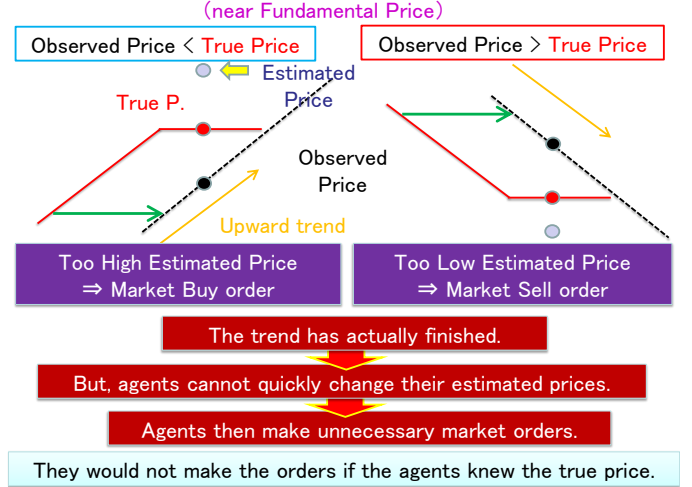 (near Fundamental Price)
Observed Price < True Price
Observed Price > True Price
Estimated
Price
True P.
Observed
Price
Upward trend
Too High Estimated Price
⇒ Market Buy order
Too Low Estimated Price
⇒ Market Sell order
The trend has actually finished.
But, agents cannot quickly change their estimated prices.
Agents then make unnecessary market orders.
They would not make the orders if the agents knew the true price.